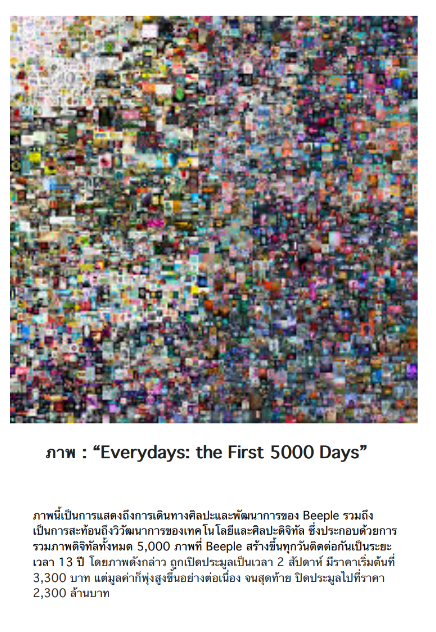 ภาพ : “Everydays: the First 5000 Days”
ภาพนี้เป็นการแสดงถึงการเดินทางศิลปะและพัฒนาการของ Beeple รวมถึง
เป็นการสะท้อนถึงวิวัฒนาการของเทคโนโลยีและศิลปะดิจิทัล ซึ่งประกอบด้วยการ
รวมภาพดิจิทัลทั้งหมด 5,000 ภาพที่ Beeple สร้างขึ้นทุกวันติดต่อกันเป็นระยะ
เวลา 13 ปี โดยภาพดังกล่าว ถูกเปิดประมูลเป็นเวลา 2 สัปดาห์ มีราคาเริ่มต้นที่
3,300 บาท แต่มูลค่าก็พุ่งสูงขึ้นอย่างต่อเนื่อง จนสุดท้าย ปิดประมูลไปที่ราคา
2,300 ล้านบาท